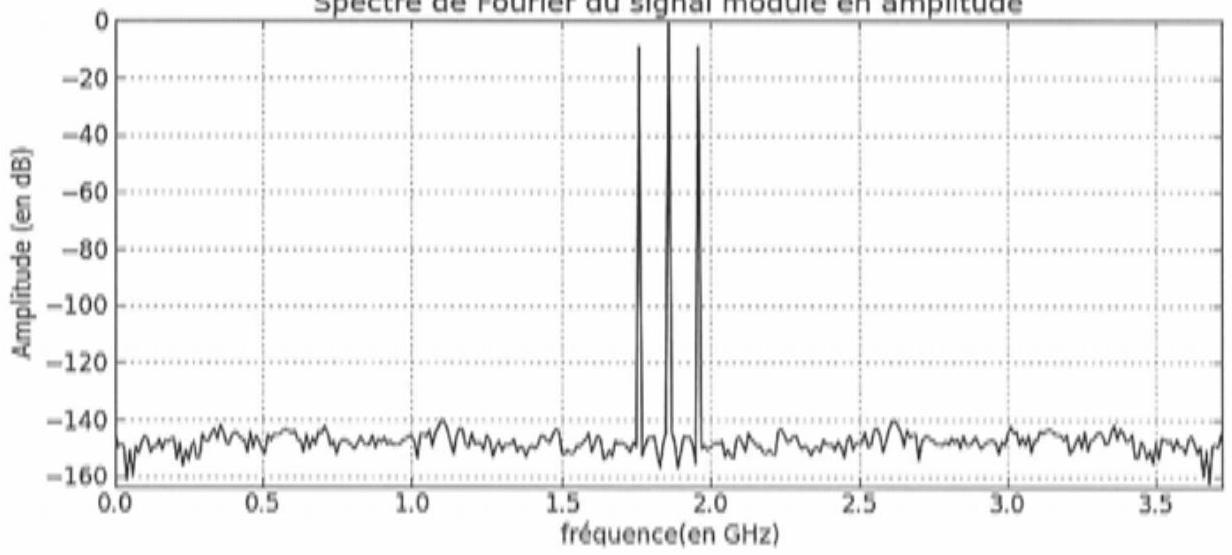 Spectre de Fourier du signal modulé en amplitude
0
−20
−40
−60
−80
−100
−120
−140
−160
Amplitude (en dB)
0.0 0.5 1.0 1.5 2.0 2.5 3.0 3.5
fréquence(en GHz)